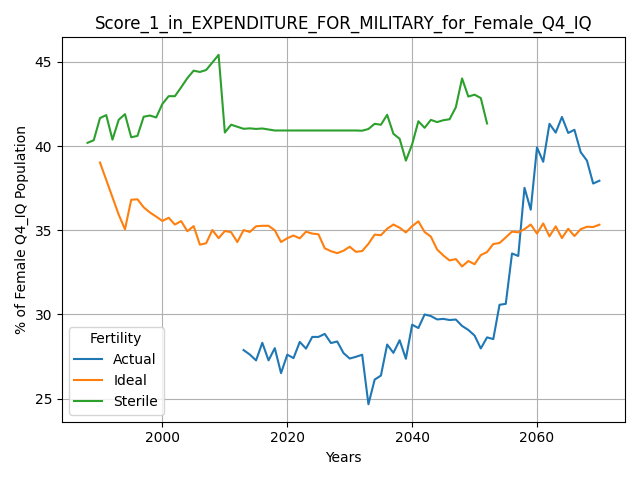 Score_1_in_EXPENDITURE_FOR_MILITARY_for_Female_Q4_IQ
% of Female Q4_IQ Population
45
40
35
30
25
Fertility
Actual
Ideal
Sterile
2000
2020
2040
2060
Years